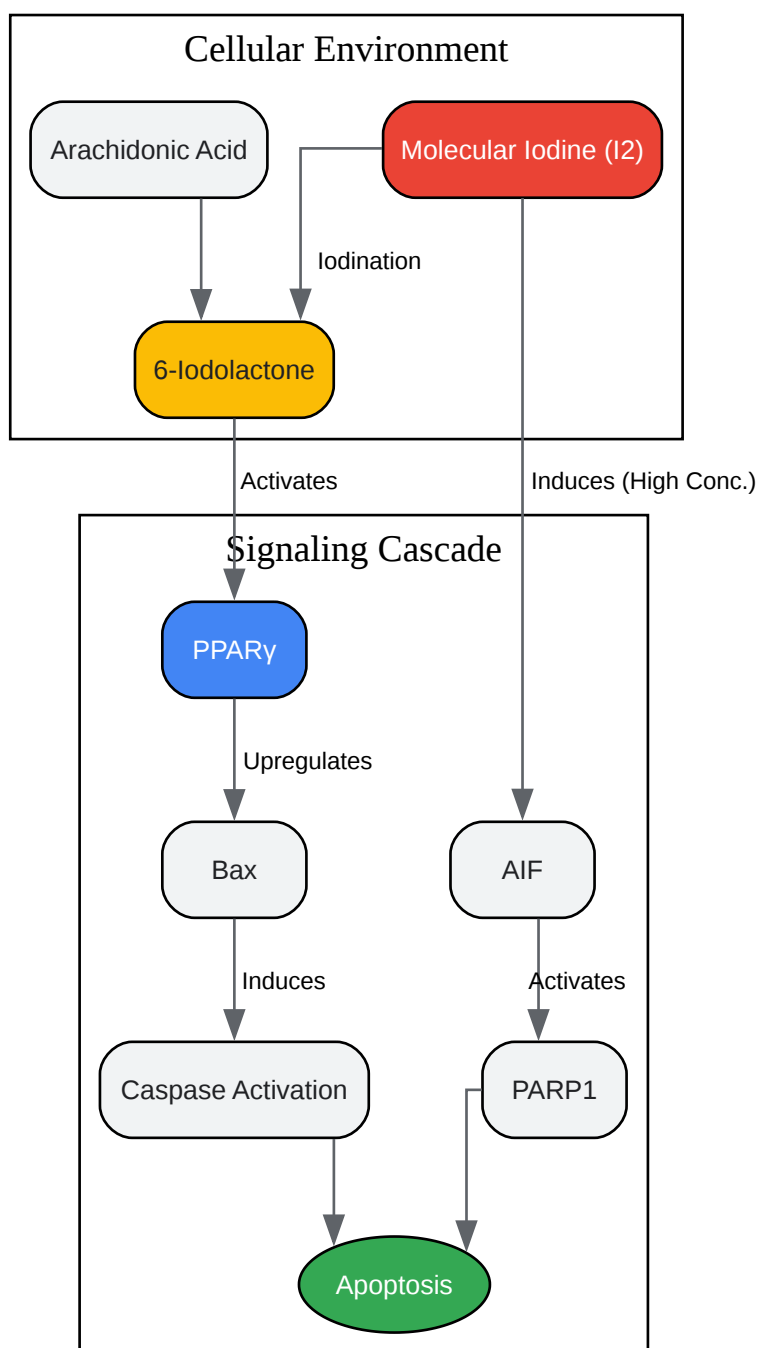 Cellular Environment
Arachidonic Acid
Molecular Iodine (I2)
Iodination
6-Iodolactone
Activates
Induces (High Conc.)
Signaling Cascade
PPARγ
Upregulates
Bax
AIF
Induces
Activates
Caspase Activation
PARP1
Apoptosis